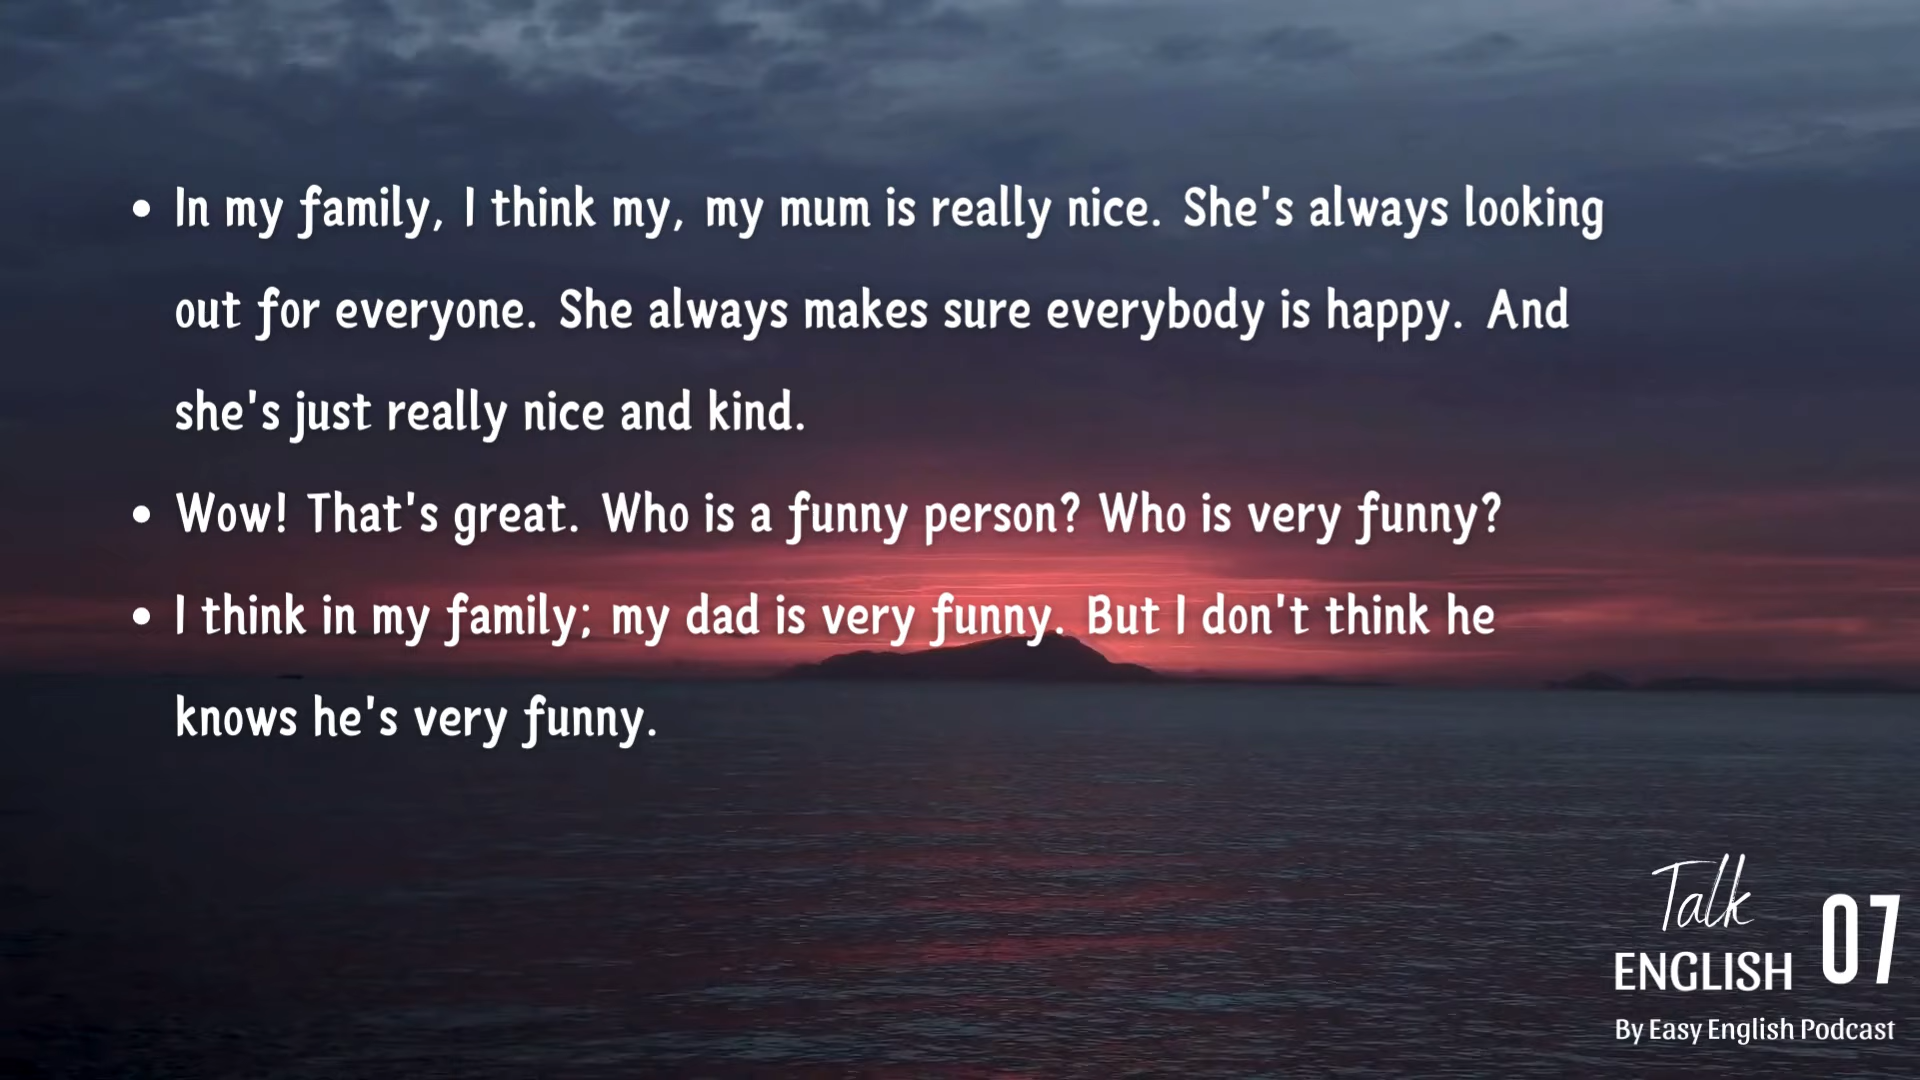 • In my family, I think my, my mum is really nice. She's always looking
out for everyone. She always makes sure everybody is happy. And
she's just really nice and kind.
• Wow! That's great. Who is a funny person? Who is very funny?
• I think in my family; my dad is very funny. But I don't think he
knows he's very funny.
Talk
ENGLISH 07
By Easy English Podcast